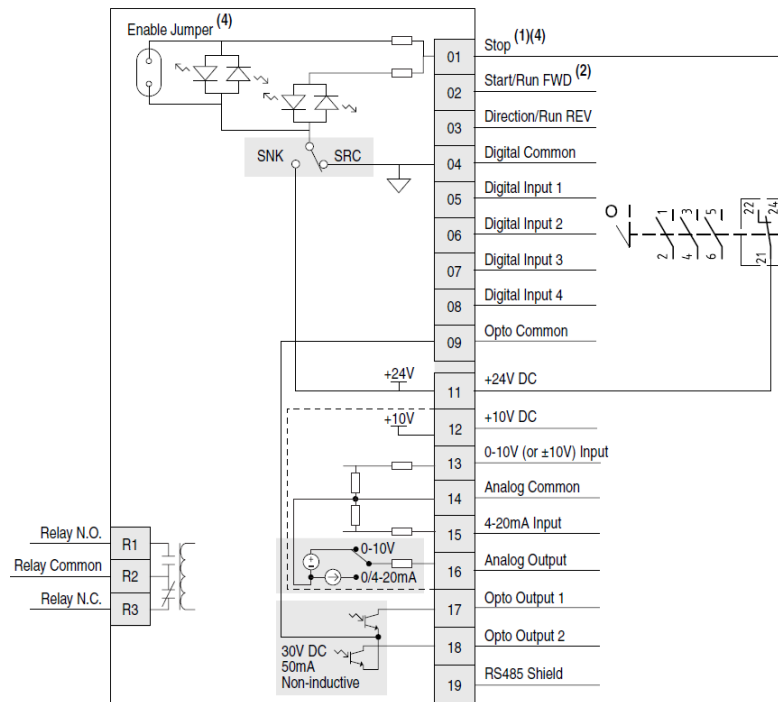 Enable Jumper (4)
01 Stop (1)(4)
02 Start/Run FWD (2)
03 Direction/Run REV
SNK SRC
04 Digital Common
05 Digital Input 1
06 Digital Input 2
07 Digital Input 3
08 Digital Input 4
09 Opto Common
O 1 3 5 22 24
2 4 6 21
+24V 11 +24V DC
+10V 12 +10V DC
13 0-10V (or ±10V) Input
14 Analog Common
15 4-20mA Input
Relay N.O. R1
Relay Common R2
Relay N.C. R3
0-10V
0/4-20mA
16 Analog Output
17 Opto Output 1
18 Opto Output 2
30V DC
50mA
Non-inductive
19 RS485 Shield